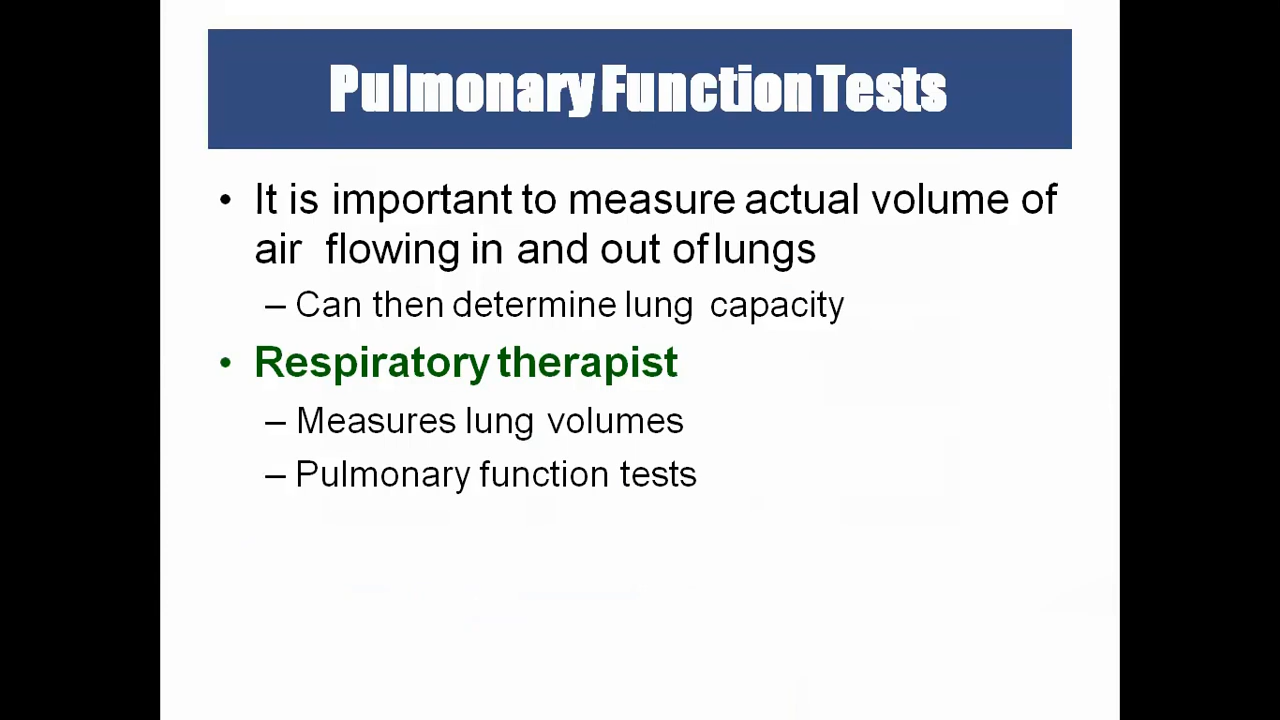 Pulmonary Function Tests
• It is important to measure actual volume of
air flowing in and out of lungs
– Can then determine lung capacity
• Respiratory therapist
– Measures lung volumes
– Pulmonary function tests